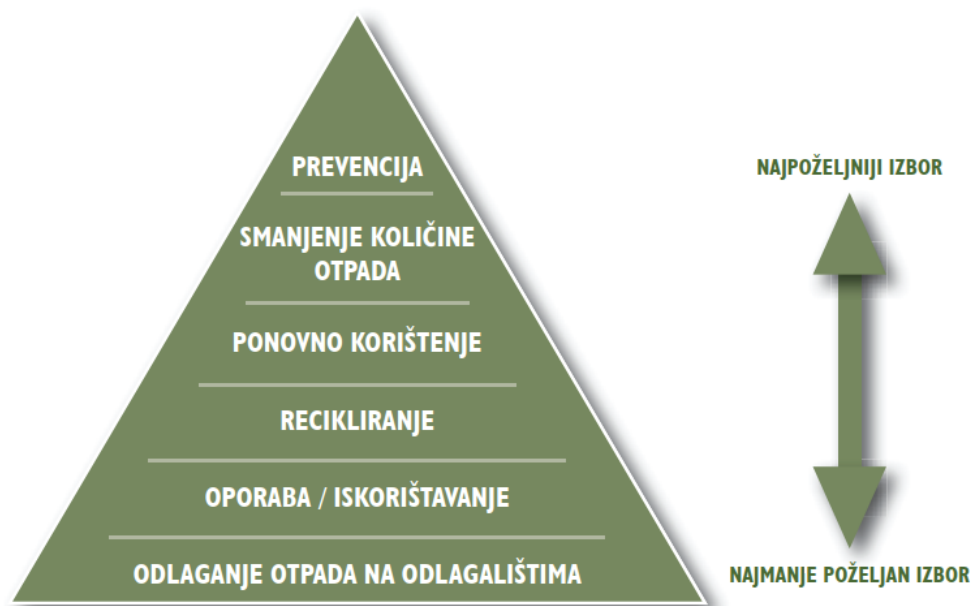 PREVENCIJA
NAJPOŽELJNIJI IZBOR
SMANJENJE KOLIČINE
OTPADA
PONOVNO KORIŠTENJE
RECIKLIRANJE
OPORABA / ISKORIŠTAVANJE
ODLAGANJE OTPADA NA ODLAGALIŠTIMA
NAJMANJE POŽELJAN IZBOR